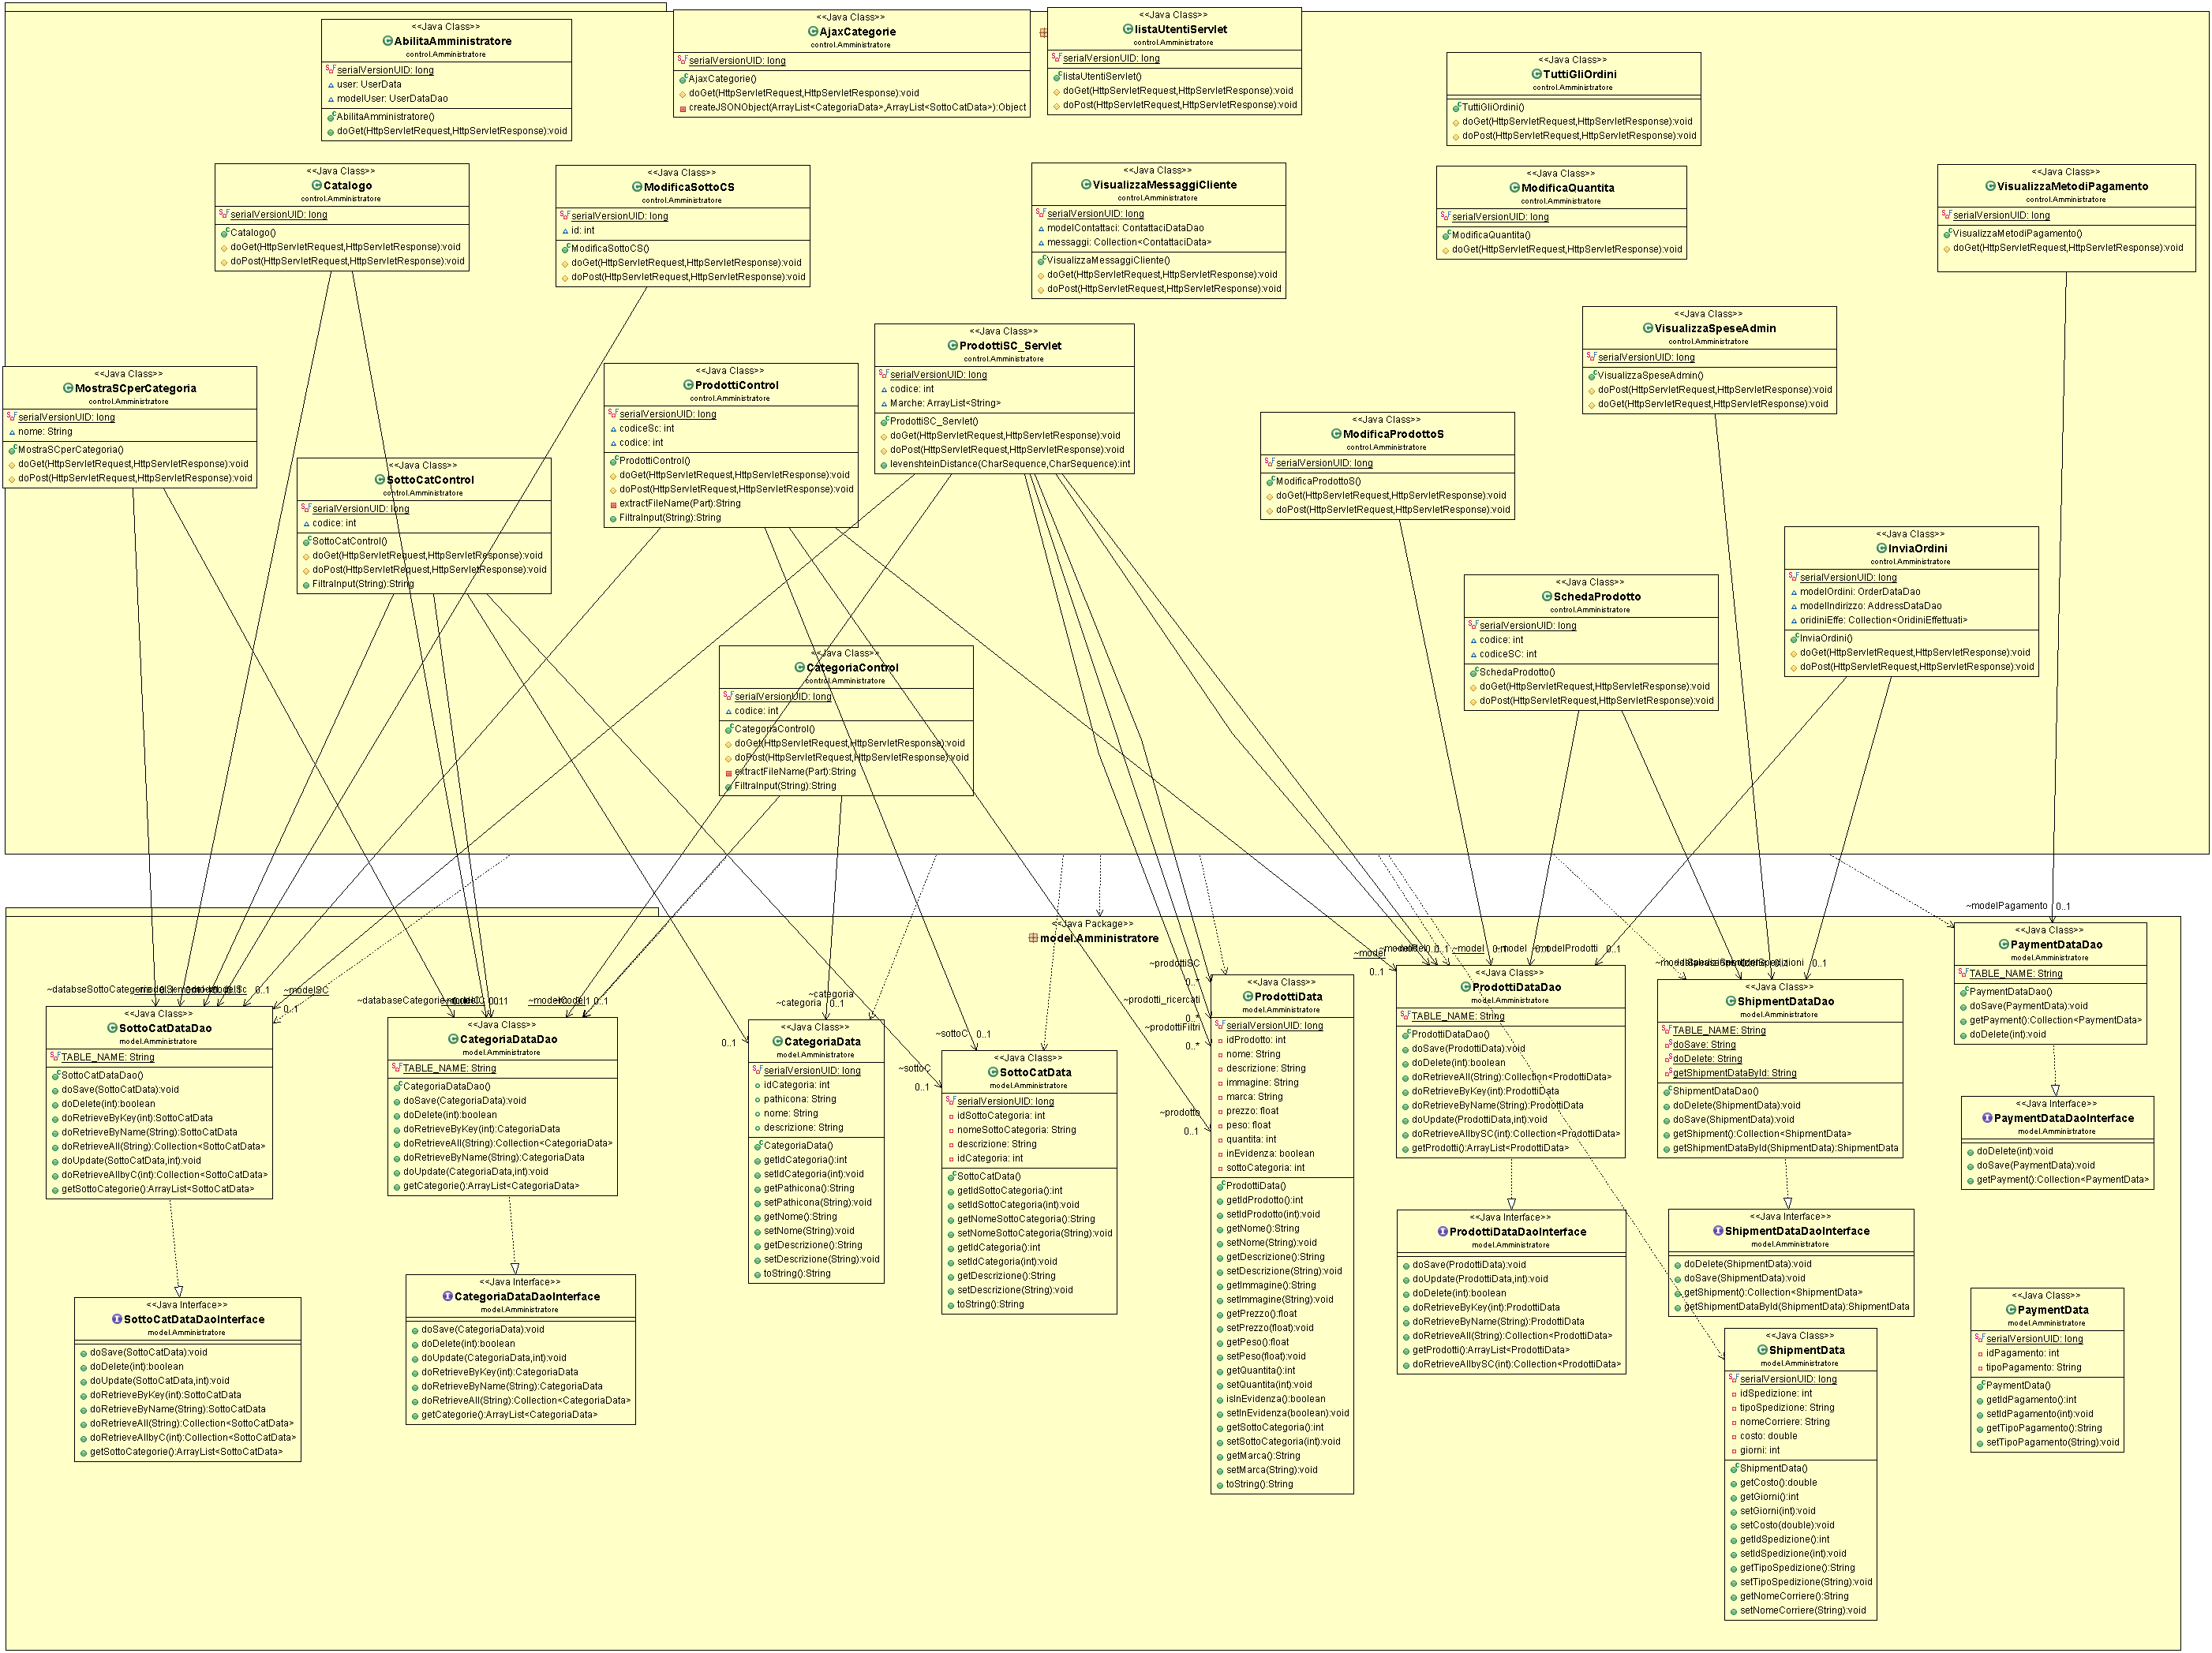 <<Java Class>>
AbilitaAmministratore
control.Amministratore
serialVersionUID: long
user: UserData
modelUser: UserDataDao
AbilitaAmministratore()
doGet(HttpServletRequest,HttpServletResponse):void
<<Java Class>>
AjaxCategorie
control.Amministratore
serialVersionUID: long
AjaxCategorie()
doGet(HttpServletRequest,HttpServletResponse):void
createJSONObject(ArrayList<CategoriaData>,ArrayList<SottoCatData>):Object
<<Java Class>>
listaUtentiServlet
control.Amministratore
serialVersionUID: long
listaUtentiServlet()
doGet(HttpServletRequest,HttpServletResponse):void
doPost(HttpServletRequest,HttpServletResponse):void
<<Java Class>>
TuttiGliOrdini
control.Amministratore
TuttiGliOrdini()
doGet(HttpServletRequest,HttpServletResponse):void
doPost(HttpServletRequest,HttpServletResponse):void
<<Java Class>>
Catalogo
control.Amministratore
serialVersionUID: long
Catalogo()
doGet(HttpServletRequest,HttpServletResponse):void
doPost(HttpServletRequest,HttpServletResponse):void
<<Java Class>>
ModificaSottoCS
control.Amministratore
serialVersionUID: long
id: int
ModificaSottoCS()
doGet(HttpServletRequest,HttpServletResponse):void
doPost(HttpServletRequest,HttpServletResponse):void
<<Java Class>>
VisualizzaMessaggiCliente
control.Amministratore
serialVersionUID: long
modelContattaci: ContattaciDataDao
messaggi: Collection<ContattaciData>
VisualizzaMessaggiCliente()
doGet(HttpServletRequest,HttpServletResponse):void
doPost(HttpServletRequest,HttpServletResponse):void
<<Java Class>>
ModificaQuantita
control.Amministratore
serialVersionUID: long
ModificaQuantita()
doGet(HttpServletRequest,HttpServletResponse):void
<<Java Class>>
VisualizzaMetodiPagamento
control.Amministratore
serialVersionUID: long
VisualizzaMetodiPagamento()
doGet(HttpServletRequest,HttpServletResponse):void
<<Java Class>>
MostraSCperCategoria
control.Amministratore
serialVersionUID: long
nome: String
MostraSCperCategoria()
doGet(HttpServletRequest,HttpServletResponse):void
doPost(HttpServletRequest,HttpServletResponse):void
<<Java Class>>
SottoCatControl
control.Amministratore
serialVersionUID: long
codice: int
SottoCatControl()
doGet(HttpServletRequest,HttpServletResponse):void
doPost(HttpServletRequest,HttpServletResponse):void
FiltraInput(String):String
<<Java Class>>
ProdottiControl
control.Amministratore
serialVersionUID: long
codiceSc: int
codice: int
ProdottiControl()
doGet(HttpServletRequest,HttpServletResponse):void
doPost(HttpServletRequest,HttpServletResponse):void
extractFileName(Part):String
FiltraInput(String):String
<<Java Class>>
ProdottiSC_Servlet
control.Amministratore
serialVersionUID: long
codice: int
Marche: ArrayList<String>
ProdottiSC_Servlet()
doGet(HttpServletRequest,HttpServletResponse):void
doPost(HttpServletRequest,HttpServletResponse):void
levenshteinDistance(CharSequence,CharSequence):int
<<Java Class>>
VisualizzaSpeseAdmin
control.Amministratore
serialVersionUID: long
VisualizzaSpeseAdmin()
doPost(HttpServletRequest,HttpServletResponse):void
doGet(HttpServletRequest,HttpServletResponse):void
<<Java Class>>
ModificaProdottoS
control.Amministratore
serialVersionUID: long
ModificaProdottoS()
doGet(HttpServletRequest,HttpServletResponse):void
doPost(HttpServletRequest,HttpServletResponse):void
<<Java Class>>
InviaOrdini
control.Amministratore
serialVersionUID: long
modelOrdini: OrderDataDao
modelIndirizzo: AddressDataDao
oridiniEffe: Collection<OridiniEffettuati>
InviaOrdini()
doGet(HttpServletRequest,HttpServletResponse):void
doPost(HttpServletRequest,HttpServletResponse):void
<<Java Class>>
SchedaProdotto
control.Amministratore
serialVersionUID: long
codice: int
codiceSC: int
SchedaProdotto()
doGet(HttpServletRequest,HttpServletResponse):void
doPost(HttpServletRequest,HttpServletResponse):void
<<Java Class>>
CategoriaControl
control.Amministratore
serialVersionUID: long
codice: int
CategoriaControl()
doGet(HttpServletRequest,HttpServletResponse):void
doPost(HttpServletRequest,HttpServletResponse):void
extractFileName(Part):String
FiltraInput(String):String
<<Java Package>>
model.Amministratore
~modelPagamento 0..1
~prodottiSC
0..*
~prodotti_ricercati
0..*
~prodottiFiltri
0..*
~prodotto
0..1
~categoria
~categoria 0..1
0..1
~sottoC 0..1
~sottoC
0..1
~modelSC
0..1
~model
0..1
<<Java Class>>
SottoCatDataDao
model.Amministratore
TABLE_NAME: String
SottoCatDataDao()
doSave(SottoCatData):void
doDelete(int):boolean
doRetrieveByKey(int):SottoCatData
doRetrieveByName(String):SottoCatData
doRetrieveAll(String):Collection<SottoCatData>
doUpdate(SottoCatData,int):void
doRetrieveAllbyC(int):Collection<SottoCatData>
getSottoCategorie():ArrayList<SottoCatData>
<<Java Class>>
CategoriaDataDao
model.Amministratore
TABLE_NAME: String
CategoriaDataDao()
doSave(CategoriaData):void
doDelete(int):boolean
doRetrieveByKey(int):CategoriaData
doRetrieveAll(String):Collection<CategoriaData>
doRetrieveByName(String):CategoriaData
doUpdate(CategoriaData,int):void
getCategorie():ArrayList<CategoriaData>
<<Java Class>>
CategoriaData
model.Amministratore
serialVersionUID: long
idCategoria: int
pathicona: String
nome: String
descrizione: String
CategoriaData()
getIdCategoria():int
setIdCategoria(int):void
getPathicona():String
setPathicona(String):void
getNome():String
setNome(String):void
getDescrizione():String
setDescrizione(String):void
toString():String
<<Java Class>>
SottoCatData
model.Amministratore
serialVersionUID: long
idSottoCategoria: int
nomeSottoCategoria: String
descrizione: String
idCategoria: int
SottoCatData()
getIdSottoCategoria():int
setIdSottoCategoria(int):void
getNomeSottoCategoria():String
setNomeSottoCategoria(String):void
getIdCategoria():int
setIdCategoria(int):void
getDescrizione():String
setDescrizione(String):void
toString():String
<<Java Class>>
ProdottiData
model.Amministratore
serialVersionUID: long
idProdotto: int
nome: String
descrizione: String
immagine: String
marca: String
prezzo: float
peso: float
quantita: int
inEvidenza: boolean
sottoCategoria: int
ProdottiData()
getIdProdotto():int
setIdProdotto(int):void
getNome():String
setNome(String):void
getDescrizione():String
setDescrizione(String):void
getImmagine():String
setImmagine(String):void
getPrezzo():float
setPrezzo(float):void
getPeso():float
setPeso(float):void
getQuantita():int
setQuantita(int):void
isInEvidenza():boolean
setInEvidenza(boolean):void
getSottoCategoria():int
setSottoCategoria(int):void
getMarca():String
setMarca(String):void
toString():String
<<Java Class>>
ProdottiDataDao
model.Amministratore
TABLE_NAME: String
ProdottiDataDao()
doSave(ProdottiData):void
doDelete(int):boolean
doRetrieveAll(String):Collection<ProdottiData>
doRetrieveByKey(int):ProdottiData
doRetrieveByName(String):ProdottiData
doUpdate(ProdottiData,int):void
doRetrieveAllbySC(int):Collection<ProdottiData>
getProdotti():ArrayList<ProdottiData>
<<Java Class>>
ShipmentDataDao
model.Amministratore
TABLE_NAME: String
doSave: String
doDelete: String
getShipmentDataById: String
ShipmentDataDao()
doDelete(ShipmentData):void
doSave(ShipmentData):void
getShipment():Collection<ShipmentData>
getShipmentDataById(ShipmentData):ShipmentData
<<Java Class>>
PaymentDataDao
model.Amministratore
TABLE_NAME: String
PaymentDataDao()
doSave(PaymentData):void
getPayment():Collection<PaymentData>
doDelete(int):void
<<Java Interface>>
PaymentDataDaoInterface
model.Amministratore
doDelete(int):void
doSave(PaymentData):void
getPayment():Collection<PaymentData>
<<Java Interface>>
SottoCatDataDaoInterface
model.Amministratore
doSave(SottoCatData):void
doDelete(int):boolean
doUpdate(SottoCatData,int):void
doRetrieveByKey(int):SottoCatData
doRetrieveByName(String):SottoCatData
doRetrieveAll(String):Collection<SottoCatData>
doRetrieveAllbyC(int):Collection<SottoCatData>
getSottoCategorie():ArrayList<SottoCatData>
<<Java Interface>>
CategoriaDataDaoInterface
model.Amministratore
doSave(CategoriaData):void
doDelete(int):boolean
doUpdate(CategoriaData,int):void
doRetrieveByKey(int):CategoriaData
doRetrieveByName(String):CategoriaData
doRetrieveAll(String):Collection<CategoriaData>
getCategorie():ArrayList<CategoriaData>
<<Java Interface>>
ProdottiDataDaoInterface
model.Amministratore
doSave(ProdottiData):void
doUpdate(ProdottiData,int):void
doDelete(int):boolean
doRetrieveByKey(int):ProdottiData
doRetrieveByName(String):ProdottiData
doRetrieveAll(String):Collection<ProdottiData>
getProdotti():ArrayList<ProdottiData>
doRetrieveAllbySC(int):Collection<ProdottiData>
<<Java Interface>>
ShipmentDataDaoInterface
model.Amministratore
doDelete(ShipmentData):void
doSave(ShipmentData):void
getShipment():Collection<ShipmentData>
getShipmentDataById(ShipmentData):ShipmentData
<<Java Class>>
ShipmentData
model.Amministratore
serialVersionUID: long
idSpedizione: int
tipoSpedizione: String
nomeCorriere: String
costo: double
giorni: int
ShipmentData()
getCosto():double
getGiorni():int
setGiorni(int):void
setCosto(double):void
getIdSpedizione():int
setIdSpedizione(int):void
getTipoSpedizione():String
setTipoSpedizione(String):void
getNomeCorriere():String
setNomeCorriere(String):void
<<Java Class>>
PaymentData
model.Amministratore
serialVersionUID: long
idPagamento: int
tipoPagamento: String
PaymentData()
getIdPagamento():int
setIdPagamento(int):void
getTipoPagamento():String
setTipoPagamento(String):void